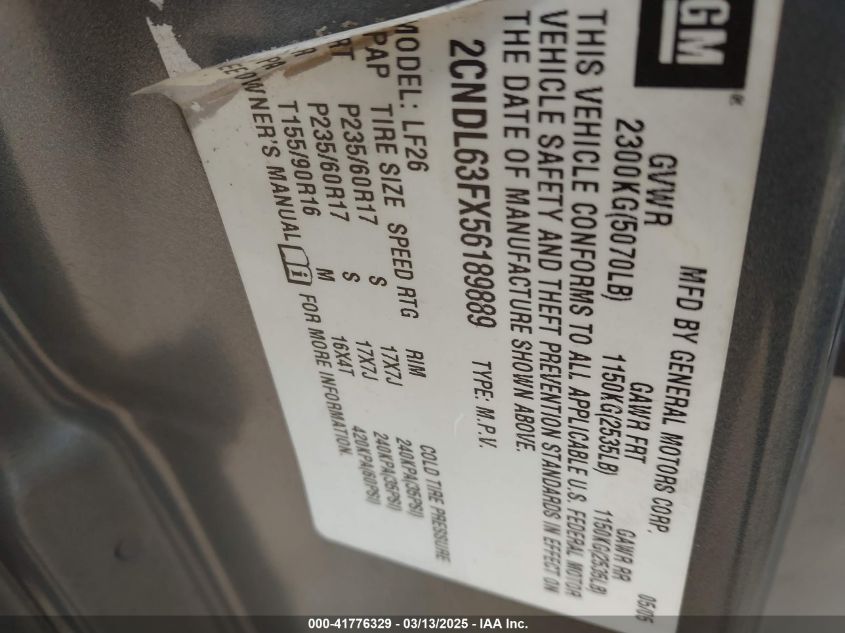 GM®
MFD BY GENERAL MOTORS CORP. 05/05
GVWR GAWR FRT GAWR RR
2300KG(5070LB) 1150KG(2535LB) 1150KG(2535LB)
THIS VEHICLE CONFORMS TO ALL APPLICABLE U.S. FEDERAL MOTOR
VEHICLE SAFETY AND THEFT PREVENTION STANDARDS IN EFFECT ON
THE DATE OF MANUFACTURE SHOWN ABOVE.
2CNDL63FX56189889 TYPE: M.P.V.
MODEL: LF26
TIRE SIZE SPEED RTG RIM COLD TIRE PRESSURE
P235/60R17 S 17X7J 240KPA(35PSI)
P235/60R17 S 17X7J 240KPA(35PSI)
T155/90R16 M 16X4T 420KPA(60PSI)
OWNER'S MANUAL i FOR MORE INFORMATION.
000-41776329 / 03/13/2025 - IAA Inc.